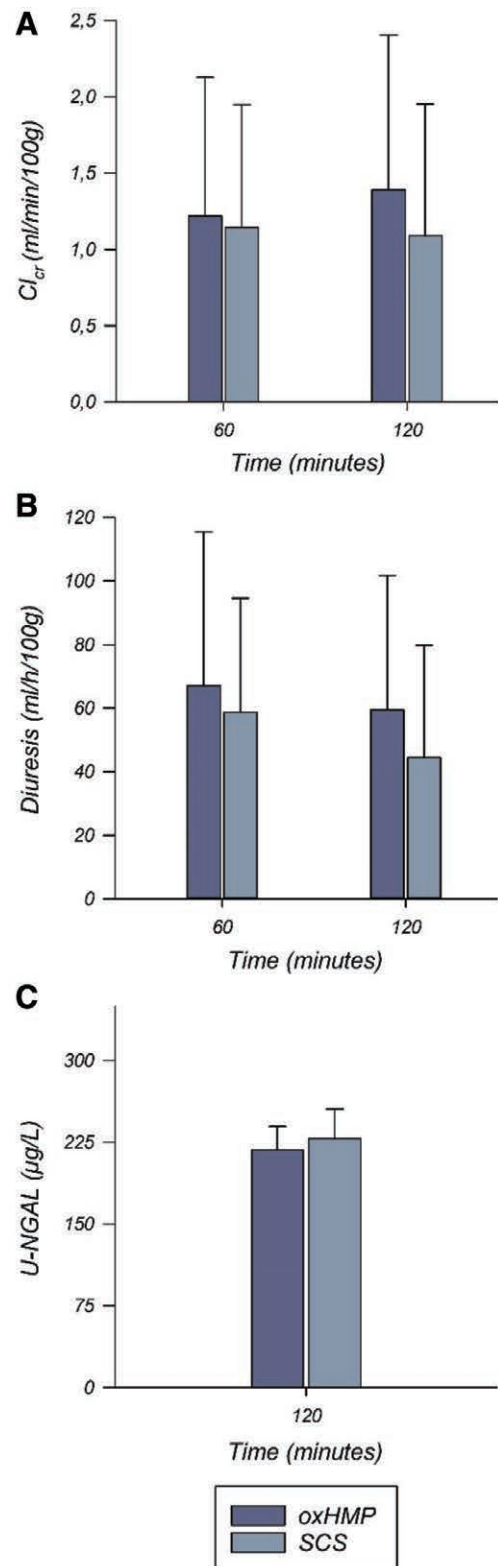 A
2,5
2,0
1,5
1,0
0,5
0,0
Cl_cr (ml/min/100g)
60 120
Time (minutes)
B
120
100
80
60
40
20
0
Diuresis (ml/h/100g)
60 120
Time (minutes)
C
300
225
150
75
0
U-NGAL (µg/L)
120
Time (minutes)
oxHMP
SCS